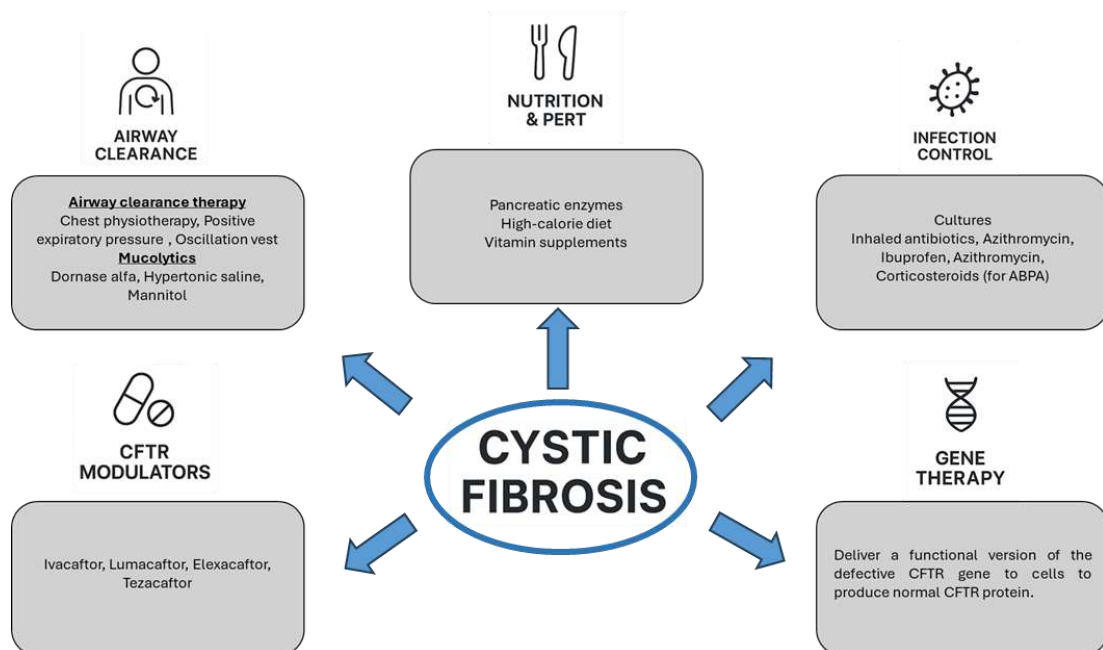 AIRWAY
CLEARANCE
Airway clearance therapy
Chest physiotherapy, Positive
expiratory pressure , Oscillation vest
Mucolytics
Dornase alfa, Hypertonic saline,
Mannitol
NUTRITION
& PERT
Pancreatic enzymes
High-calorie diet
Vitamin supplements
INFECTION
CONTROL
Cultures
Inhaled antibiotics, Azithromycin,
Ibuprofen, Azithromycin,
Corticosteroids (for ABPA)
CYSTIC
FIBROSIS
CFTR
MODULATORS
Ivacaftor, Lumacaftor, Elexacaftor,
Tezacaftor
GENE
THERAPY
Deliver a functional version of the
defective CFTR gene to cells to
produce normal CFTR protein.